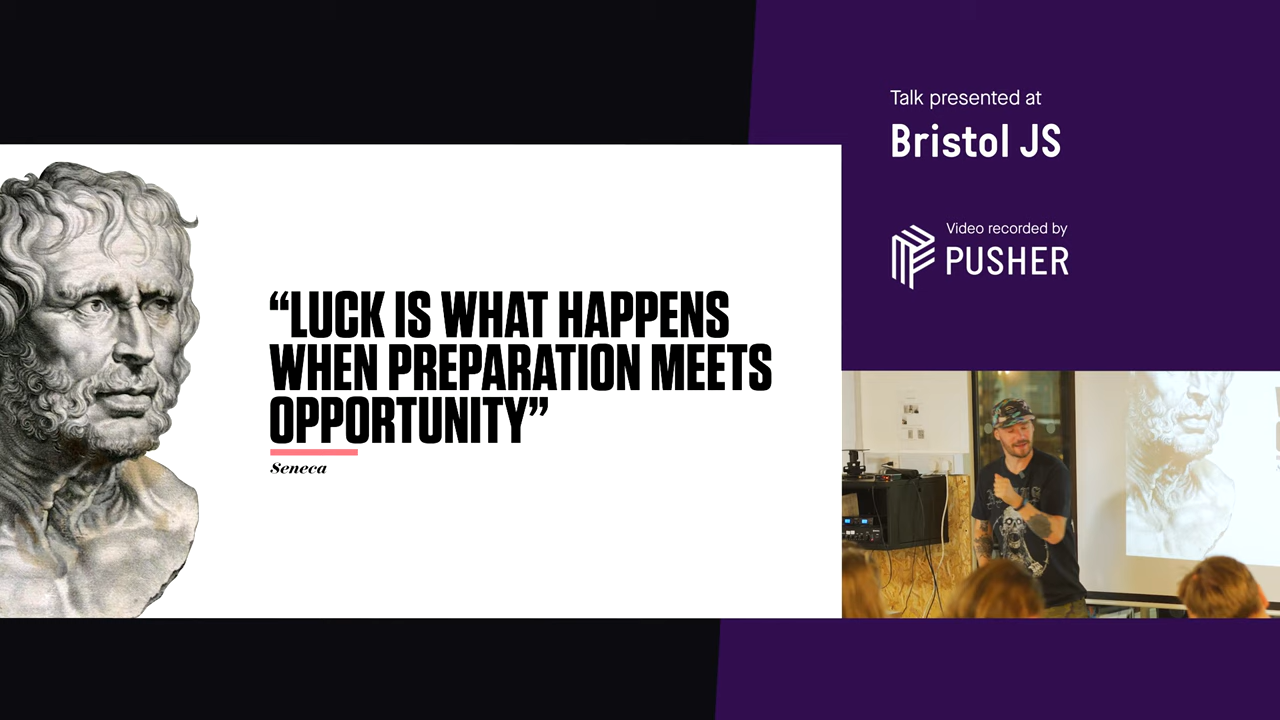 “LUCK IS WHAT HAPPENS
WHEN PREPARATION MEETS
OPPORTUNITY”
Seneca
Talk presented at
Bristol JS
Video recorded by
PUSHER